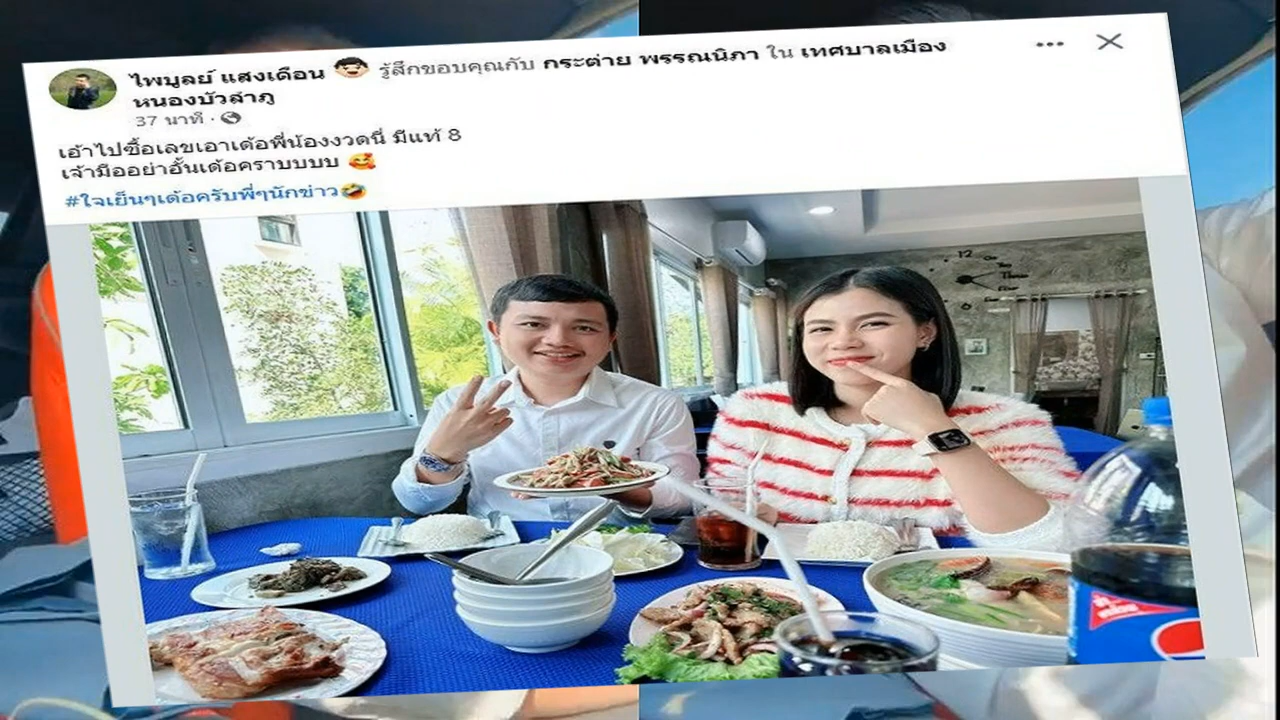 ไพบูลย์ แสงเดือน รู้สึกขอบคุณกับ กระต่าย พรรณนิภา ใน เทศบาลเมือง
หนองบัวลำภู
37 นาที ·
เอ้าไปซื้อเลขเอาเด้อพี่น้องงวดนี่ มีแท้ 8
เจ้ามืออย่าอั้นเด้อคราบบบบ
#ใจเย็นๆเด้อครับพี่ๆนักข่าว
12